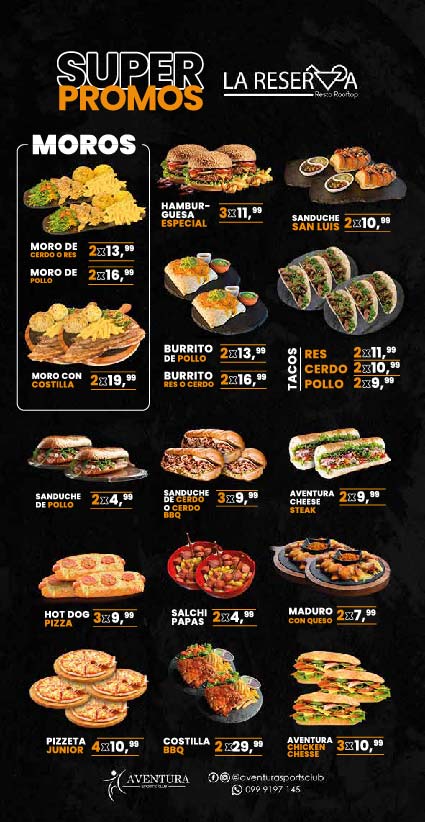 SUPER
PROMOS
LA RESERVA
Resto Rooftop
MOROS
MORO DE
CERDO O RES
2x13,99
MORO DE
POLLO
2x16,99
MORO CON
COSTILLA
2x19,99
HAMBUR-
GUESA
ESPECIAL
3x11,99
SANDUCHE
SAN LUIS
2x10,99
BURRITO
DE POLLO
2x13,99
BURRITO
RES O CERDO
2x16,99
TACOS
RES 2x11,99
CERDO 2x10,99
POLLO 2x9,99
SANDUCHE
DE POLLO
2x4,99
SANDUCHE
DE CERDO
O CERDO
BBQ
3x9,99
AVENTURA
CHEESE
STEAK
2x9,99
HOT DOG
PIZZA
3x9,99
SALCHI
PAPAS
2x4,99
MADURO
CON QUESO
2x7,99
PIZZETA
JUNIOR
4x10,99
COSTILLA
BBQ
2x29,99
AVENTURA
CHICKEN
CHESSE
3x10,99
AVENTURA
SPORTS CLUB
@aventurasportsclub
099 9197 145